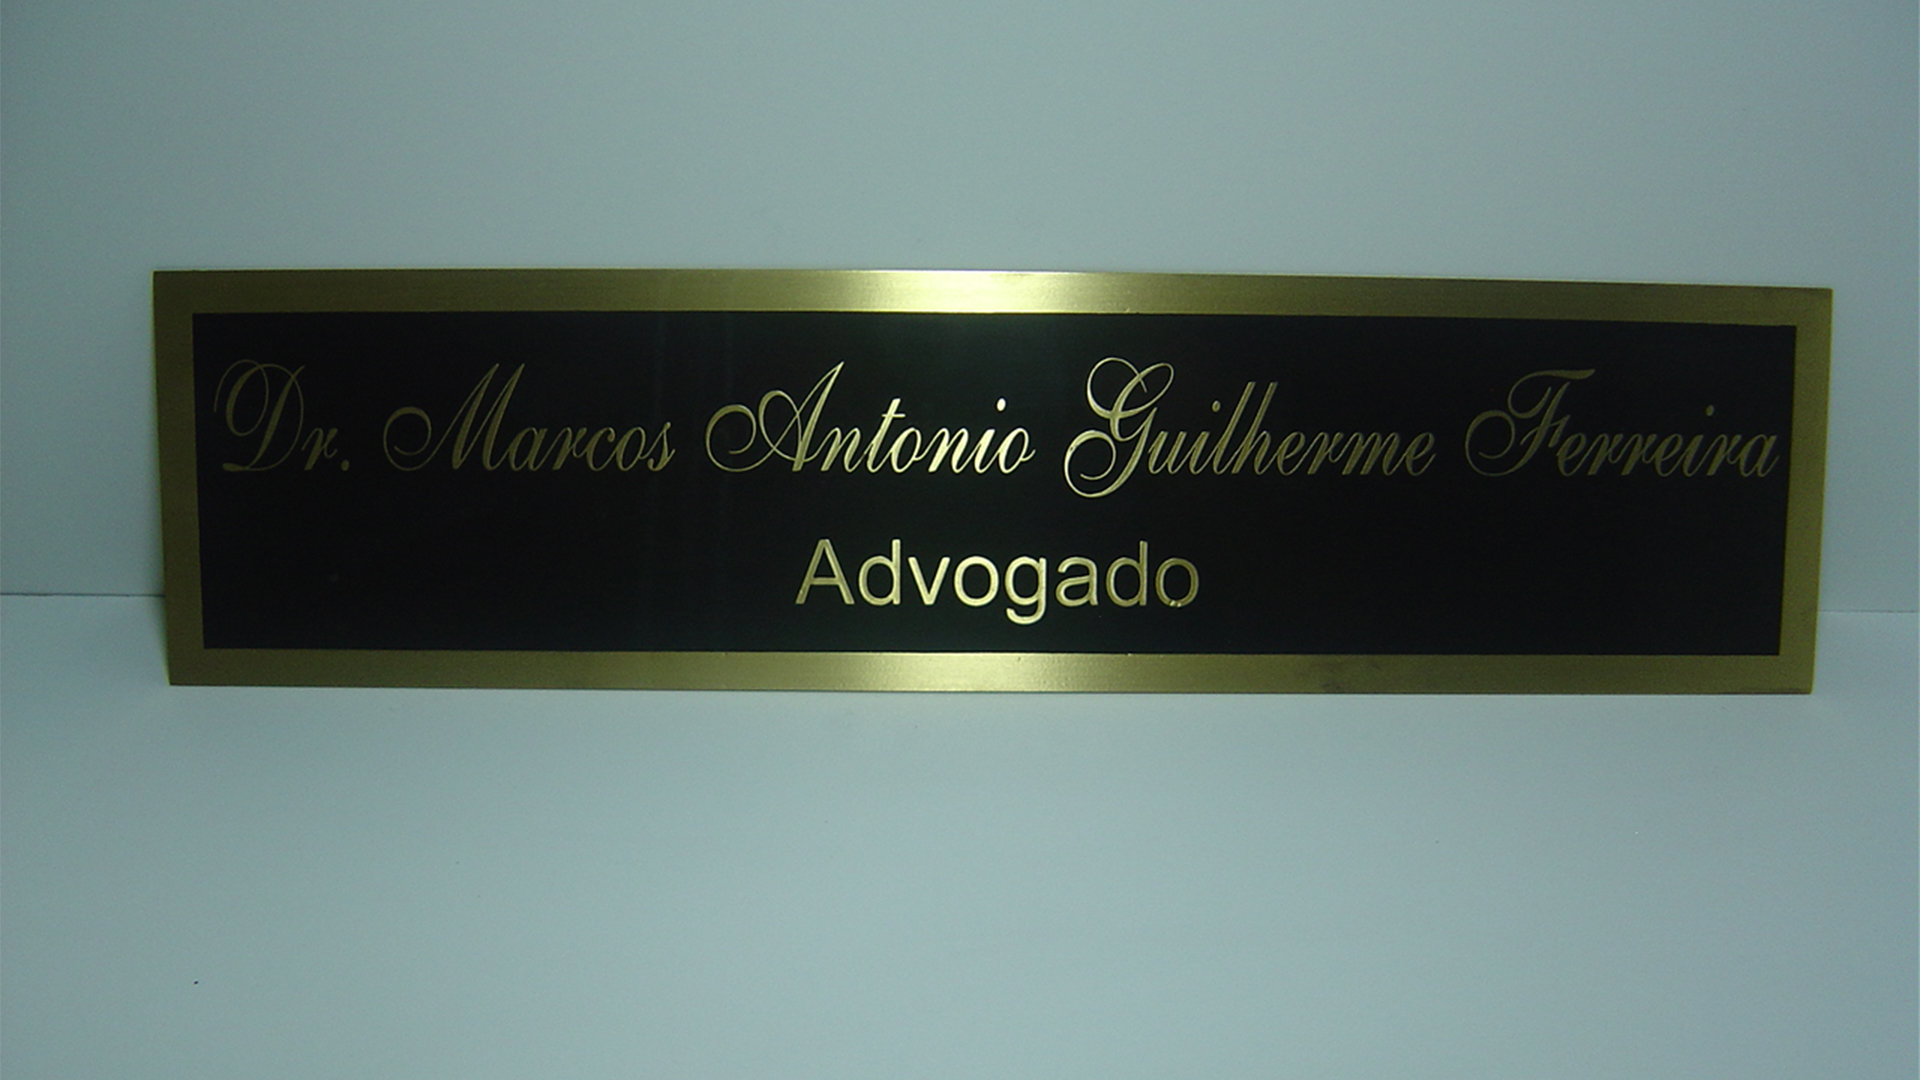 Dr. Marcos Antonio Guilherme Ferreira
Advogado